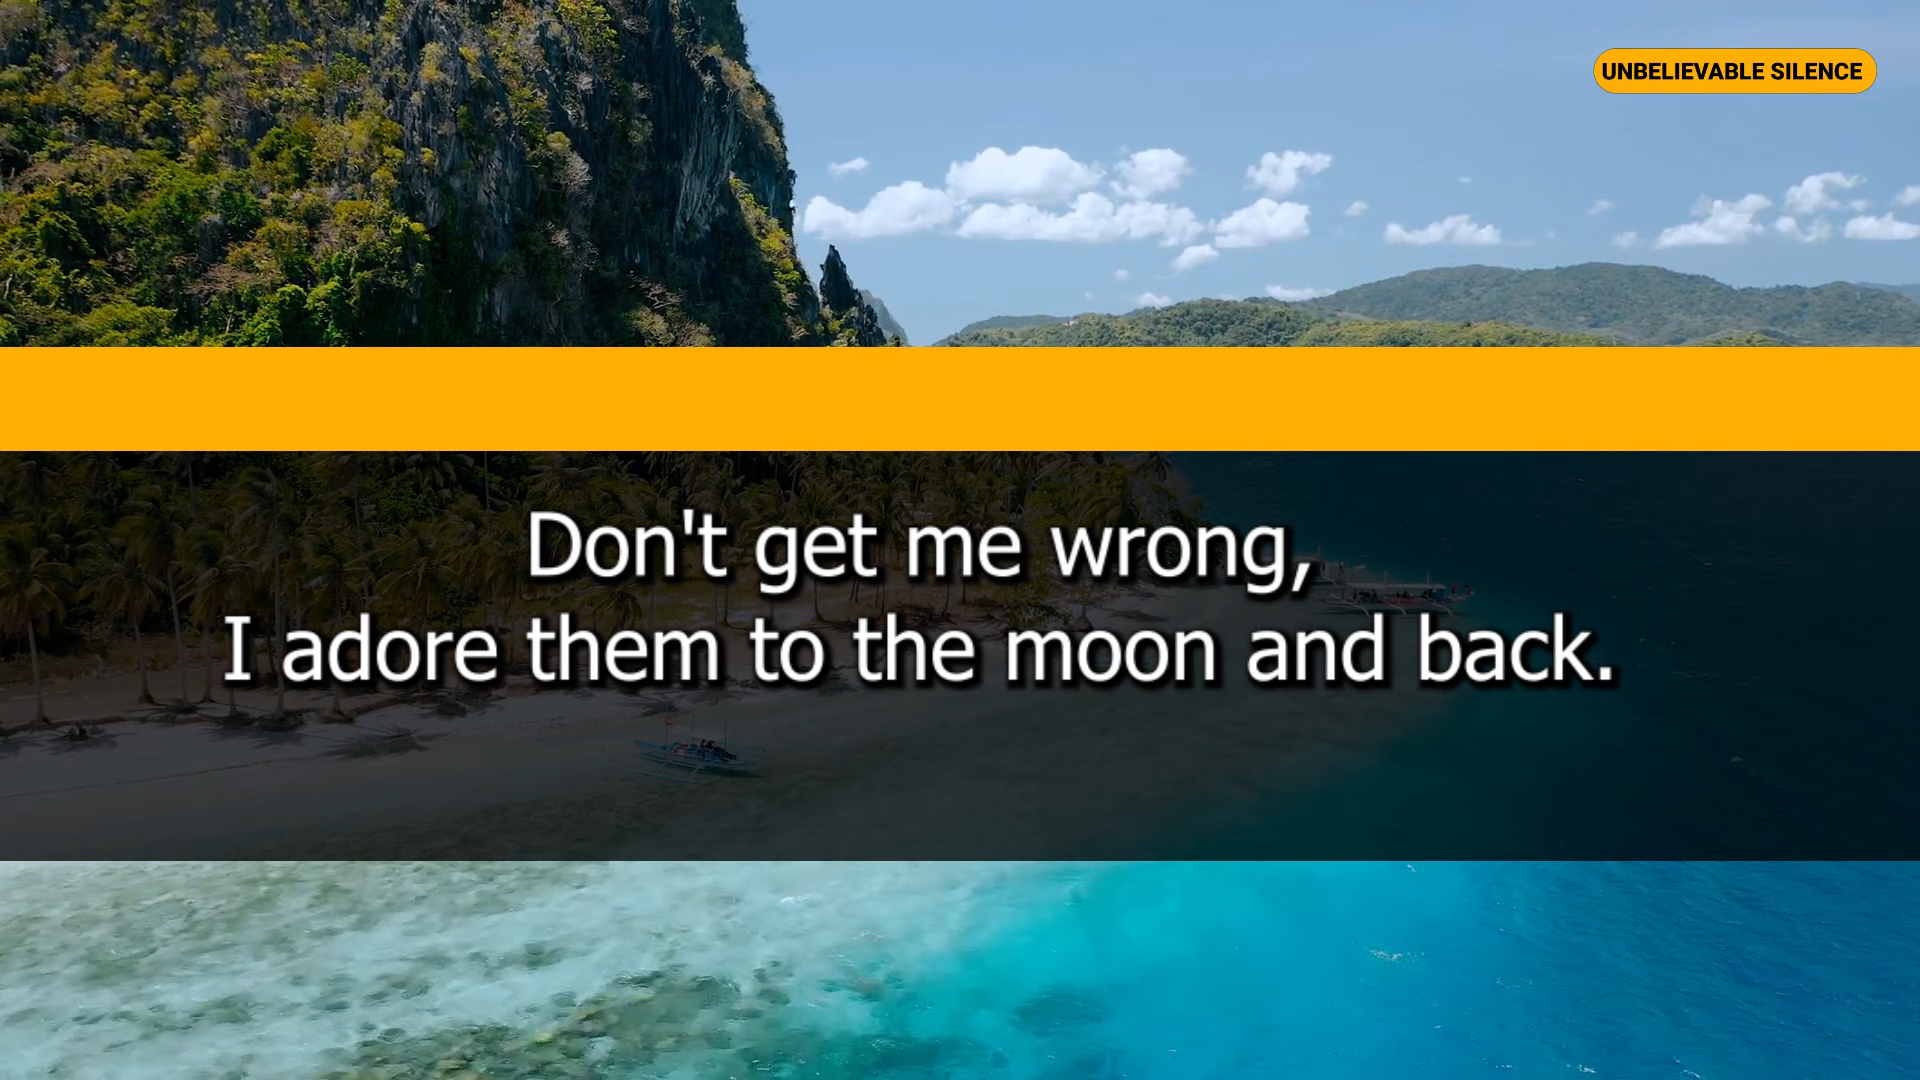 UNBELIEVABLE SILENCE
Don't get me wrong,
I adore them to the moon and back.